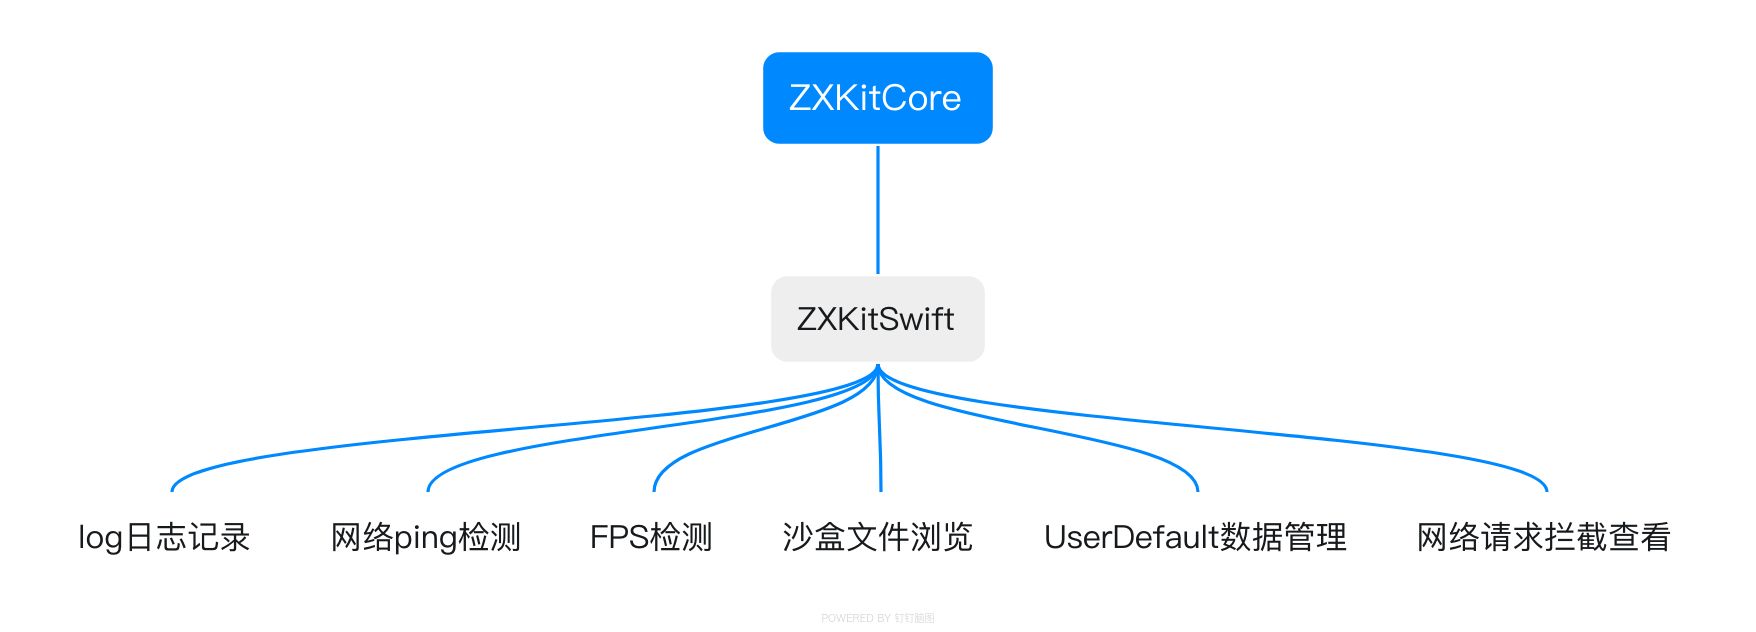 ZXKitCore
ZXKitSwift
log日志记录
网络ping检测
FPS检测
沙盒文件浏览
UserDefault数据管理
网络请求拦截查看
POWERED BY 钉钉脑图